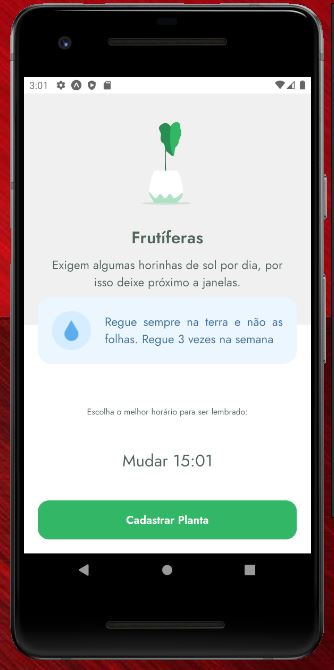 3:01
Frutíferas
Exigem algumas horinhas de sol por dia, por
isso deixe próximo a janelas.
Regue sempre na terra e não as
folhas. Regue 3 vezes na semana
Escolha o melhor horário para ser lembrado:
Mudar 15:01
Cadastrar Planta